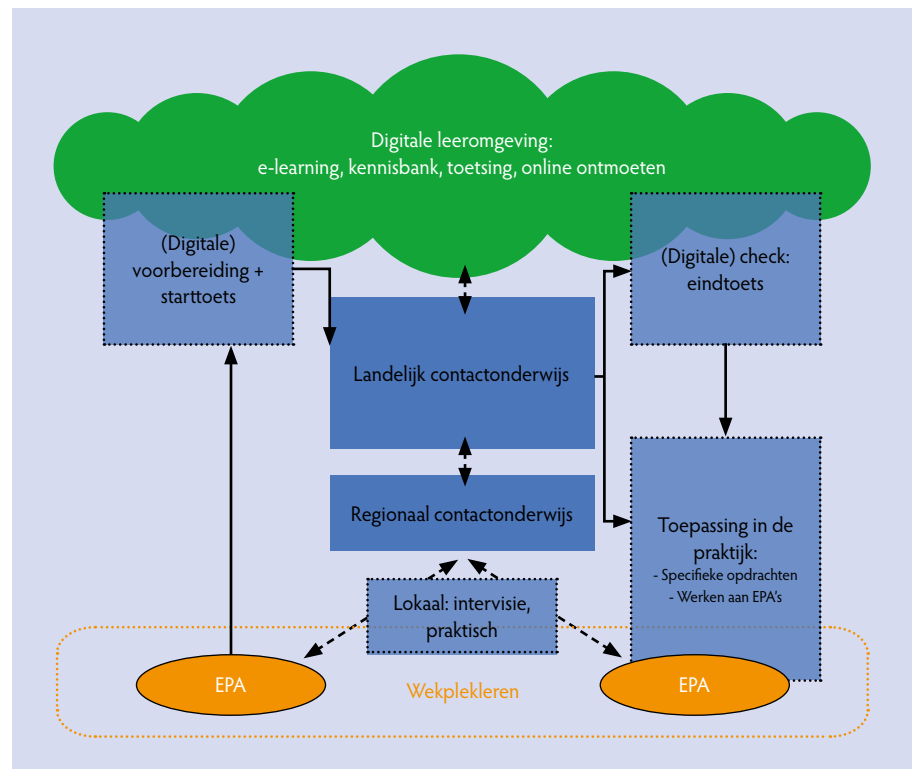 Digitale leeromgeving:
e-learning, kennisbank, toetsing, online ontmoeten
(Digitale)
voorbereiding +
starttoets
(Digitale) check:
eindtoets
Landelijk contactonderwijs
Regionaal contactonderwijs
Toepassing in de
praktijk:
- Specifieke opdrachten
- Werken aan EPA's
Lokaal: intervisie,
praktisch
EPA
Wekplekleren
EPA